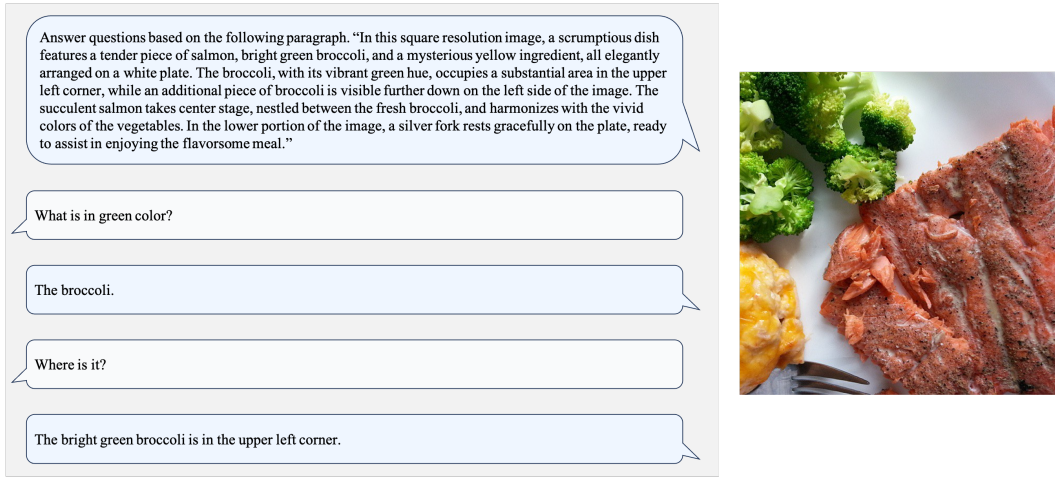 Answer questions based on the following paragraph. “In this square resolution image, a scrumptious dish
features a tender piece of salmon, bright green broccoli, and a mysterious yellow ingredient, all elegantly
arranged on a white plate. The broccoli, with its vibrant green hue, occupies a substantial area in the upper
left corner, while an additional piece of broccoli is visible further down on the left side of the image. The
succulent salmon takes center stage, nestled between the fresh broccoli, and harmonizes with the vivid
colors of the vegetables. In the lower portion of the image, a silver fork rests gracefully on the plate, ready
to assist in enjoying the flavorsome meal.”
What is in green color?
The broccoli.
Where is it?
The bright green broccoli is in the upper left corner.